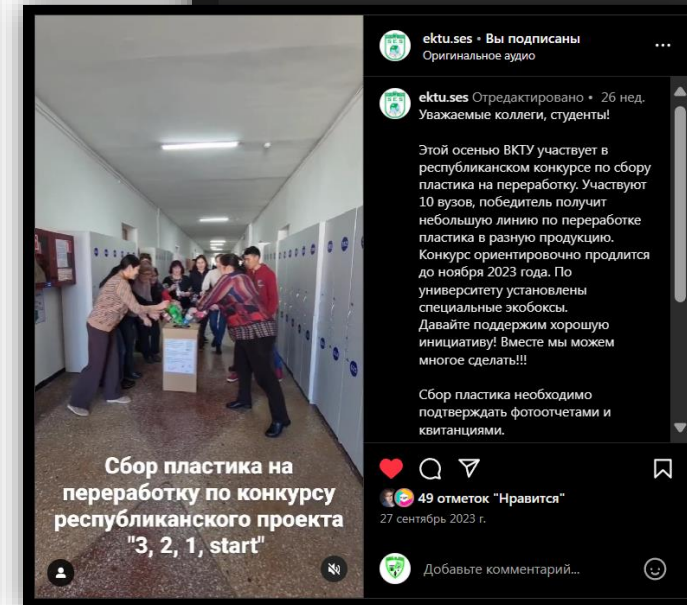 Сбор пластика на
переработку по конкурсу
республиканского проекта
"3, 2, 1, start"
ektu.ses • Вы подписаны
Оригинальное аудио
ektu.ses Отредактировано • 26 нед.
Уважаемые коллеги, студенты!
Этой осенью ВКТУ участвует в
республиканском конкурсе по сбору
пластика на переработку. Участвуют
10 вузов, победитель получит
небольшую линию по переработке
пластика в разную продукцию.
Конкурс ориентировочно продлится
до ноября 2023 года. По
университету установлены
специальные экобоксы.
Давайте поддержим хорошую
инициативу! Вместе мы можем
многое сделать!!!
Сбор пластика необходимо
подтверждать фотоотчетами и
квитанциями.
49 отметок "Нравится"
27 сентябрь 2023 г.
Добавьте комментарий...